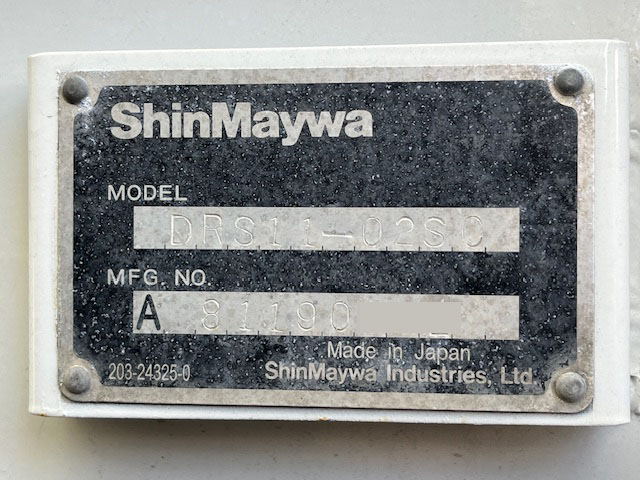 ShinMaywa
MODEL
DRS11-02SC
MFG. NO.
A 81190
Made in Japan
203-24325-0 ShinMaywa Industries, Ltd.